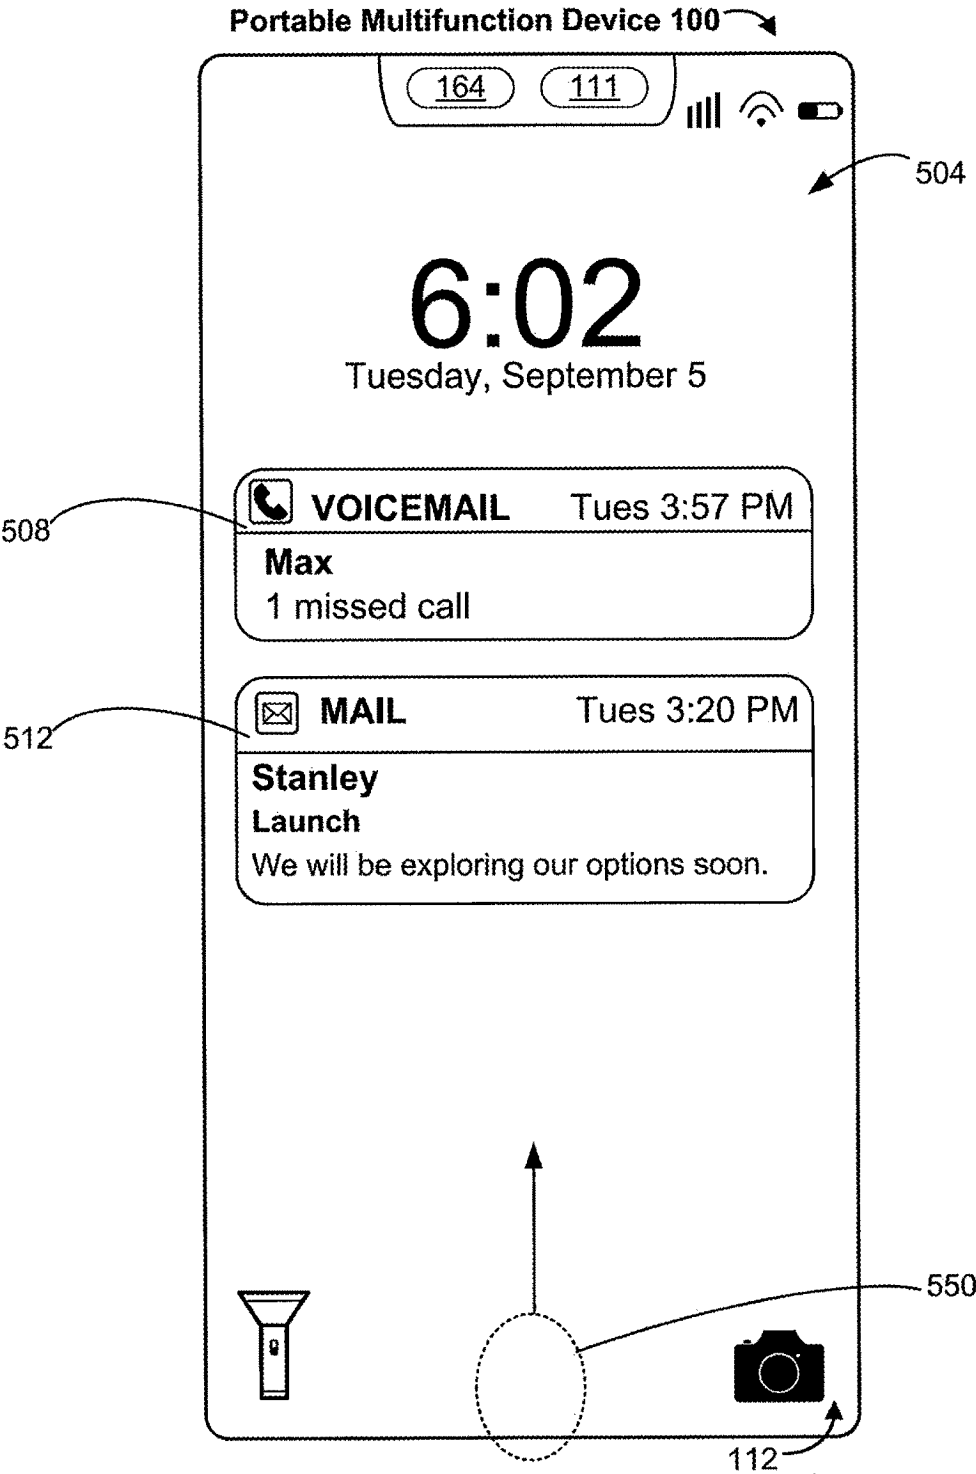 Portable Multifunction Device 100
164 111
504
6:02
Tuesday, September 5
508
VOICEMAIL Tues 3:57 PM
Max
1 missed call
512
MAIL Tues 3:20 PM
Stanley
Launch
We will be exploring our options soon.
550
112